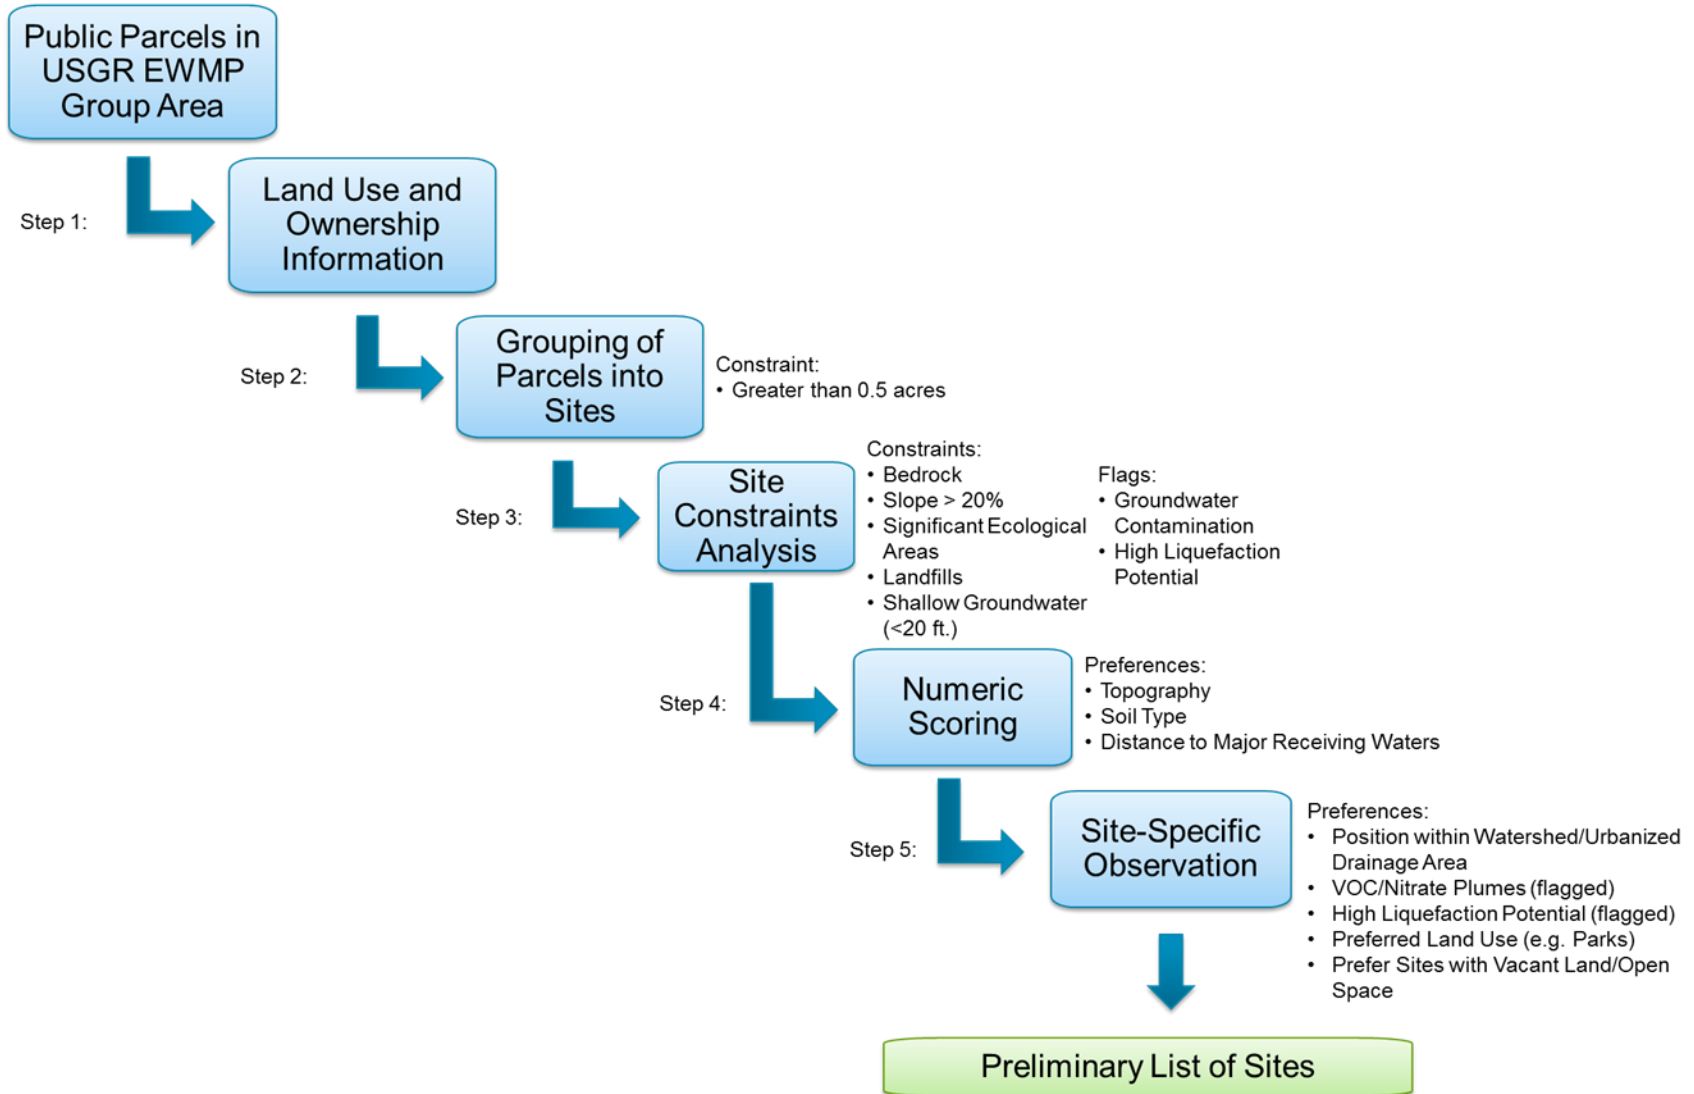 Public Parcels in
USGR EWMP
Group Area
Step 1:
Land Use and
Ownership
Information
Step 2:
Grouping of
Parcels into
Sites
Constraint:
• Greater than 0.5 acres
Step 3:
Site
Constraints
Analysis
Constraints:
• Bedrock
• Slope > 20%
• Significant Ecological
Areas
• Landfills
• Shallow Groundwater
(<20 ft.)
Flags:
• Groundwater
Contamination
• High Liquefaction
Potential
Step 4:
Numeric
Scoring
Preferences:
• Topography
• Soil Type
• Distance to Major Receiving Waters
Step 5:
Site-Specific
Observation
Preferences:
• Position within Watershed/Urbanized
Drainage Area
• VOC/Nitrate Plumes (flagged)
• High Liquefaction Potential (flagged)
• Preferred Land Use (e.g. Parks)
• Prefer Sites with Vacant Land/Open
Space
Preliminary List of Sites